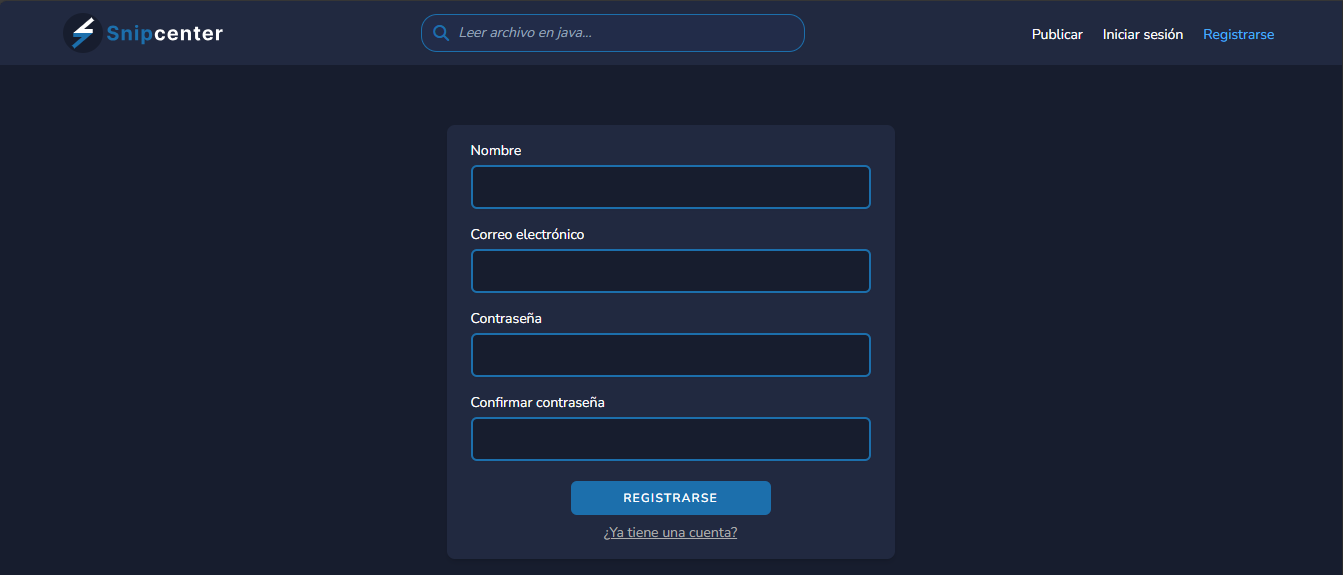 Snipcenter
Leer archivo en java...
Publicar Iniciar sesión Registrarse
Nombre
Correo electrónico
Contraseña
Confirmar contraseña
REGISTRARSE
¿Ya tiene una cuenta?